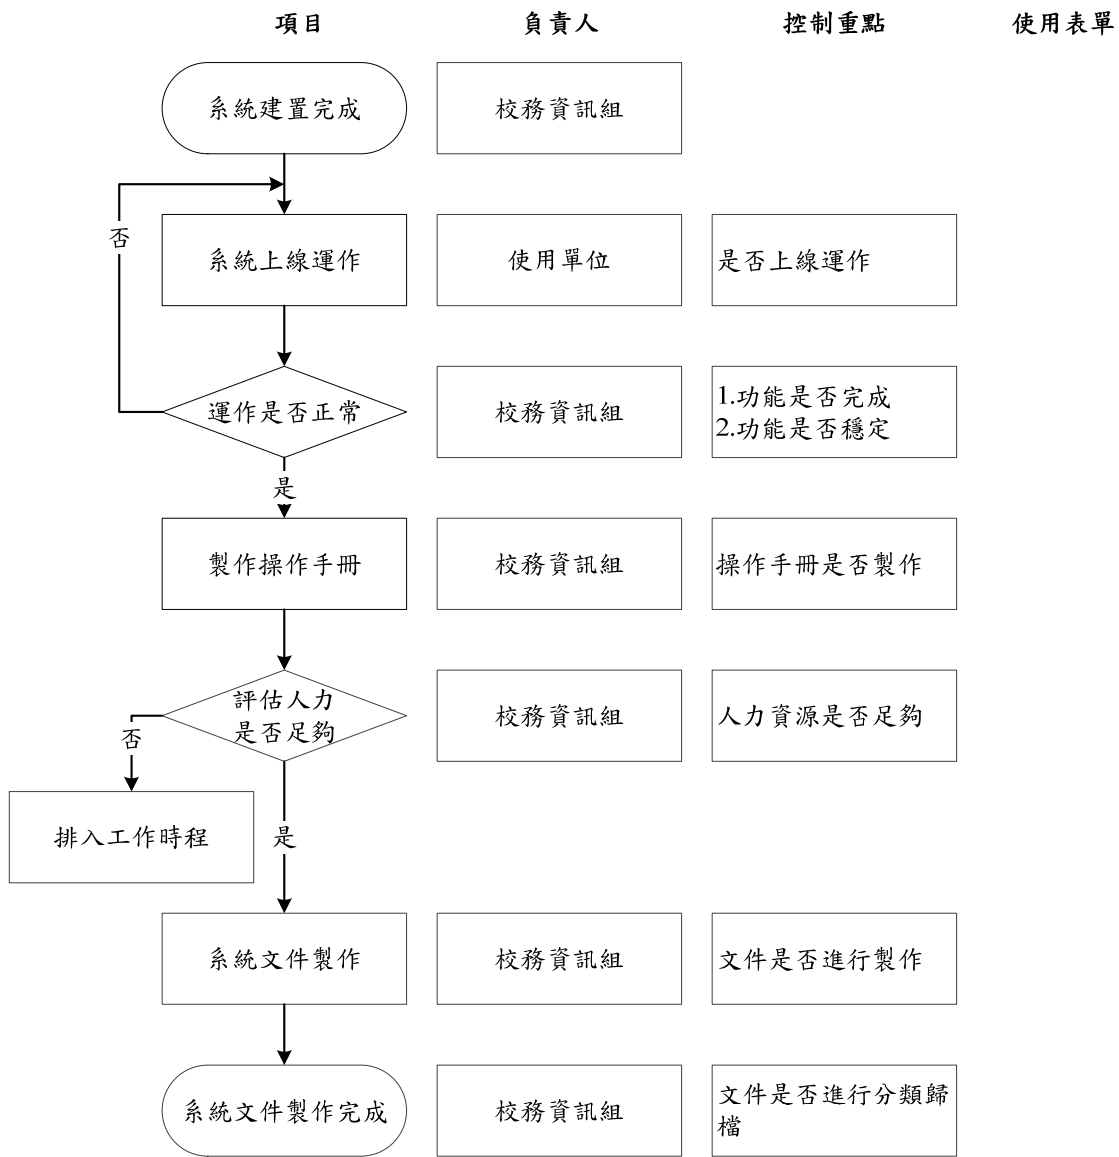 項目 負責人 控制重點 使用表單
系統建置完成 校務資訊組
否
系統上線運作 使用單位 是否上線運作
運作是否正常 校務資訊組 1.功能是否完成
2.功能是否穩定
是
製作操作手冊 校務資訊組 操作手冊是否製作
評估人力
是否足夠 校務資訊組 人力資源是否足夠
否
排入工作時程 是
系統文件製作 校務資訊組 文件是否進行製作
系統文件製作完成 校務資訊組 文件是否進行分類歸
檔